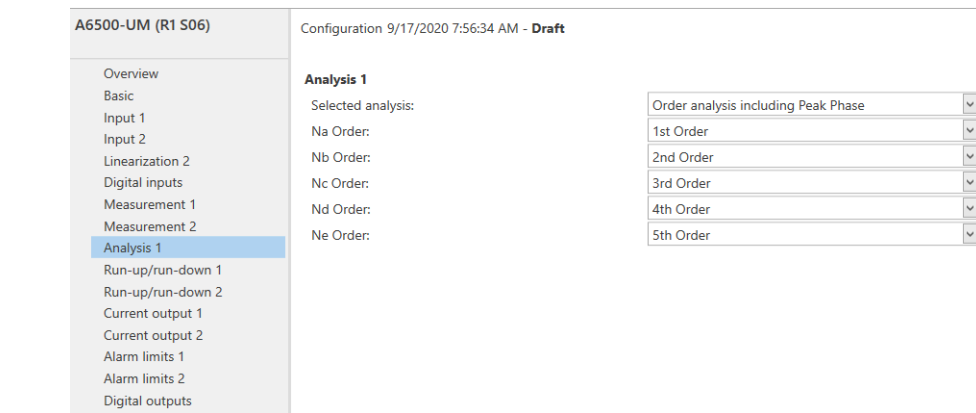 A6500-UM (R1 S06)
Configuration 9/17/2020 7:56:34 AM - Draft
Overview
Basic
Input 1
Input 2
Linearization 2
Digital inputs
Measurement 1
Measurement 2
Analysis 1
Run-up/run-down 1
Run-up/run-down 2
Current output 1
Current output 2
Alarm limits 1
Alarm limits 2
Digital outputs
Analysis 1
Selected analysis: Order analysis including Peak Phase
Na Order: 1st Order
Nb Order: 2nd Order
Nc Order: 3rd Order
Nd Order: 4th Order
Ne Order: 5th Order